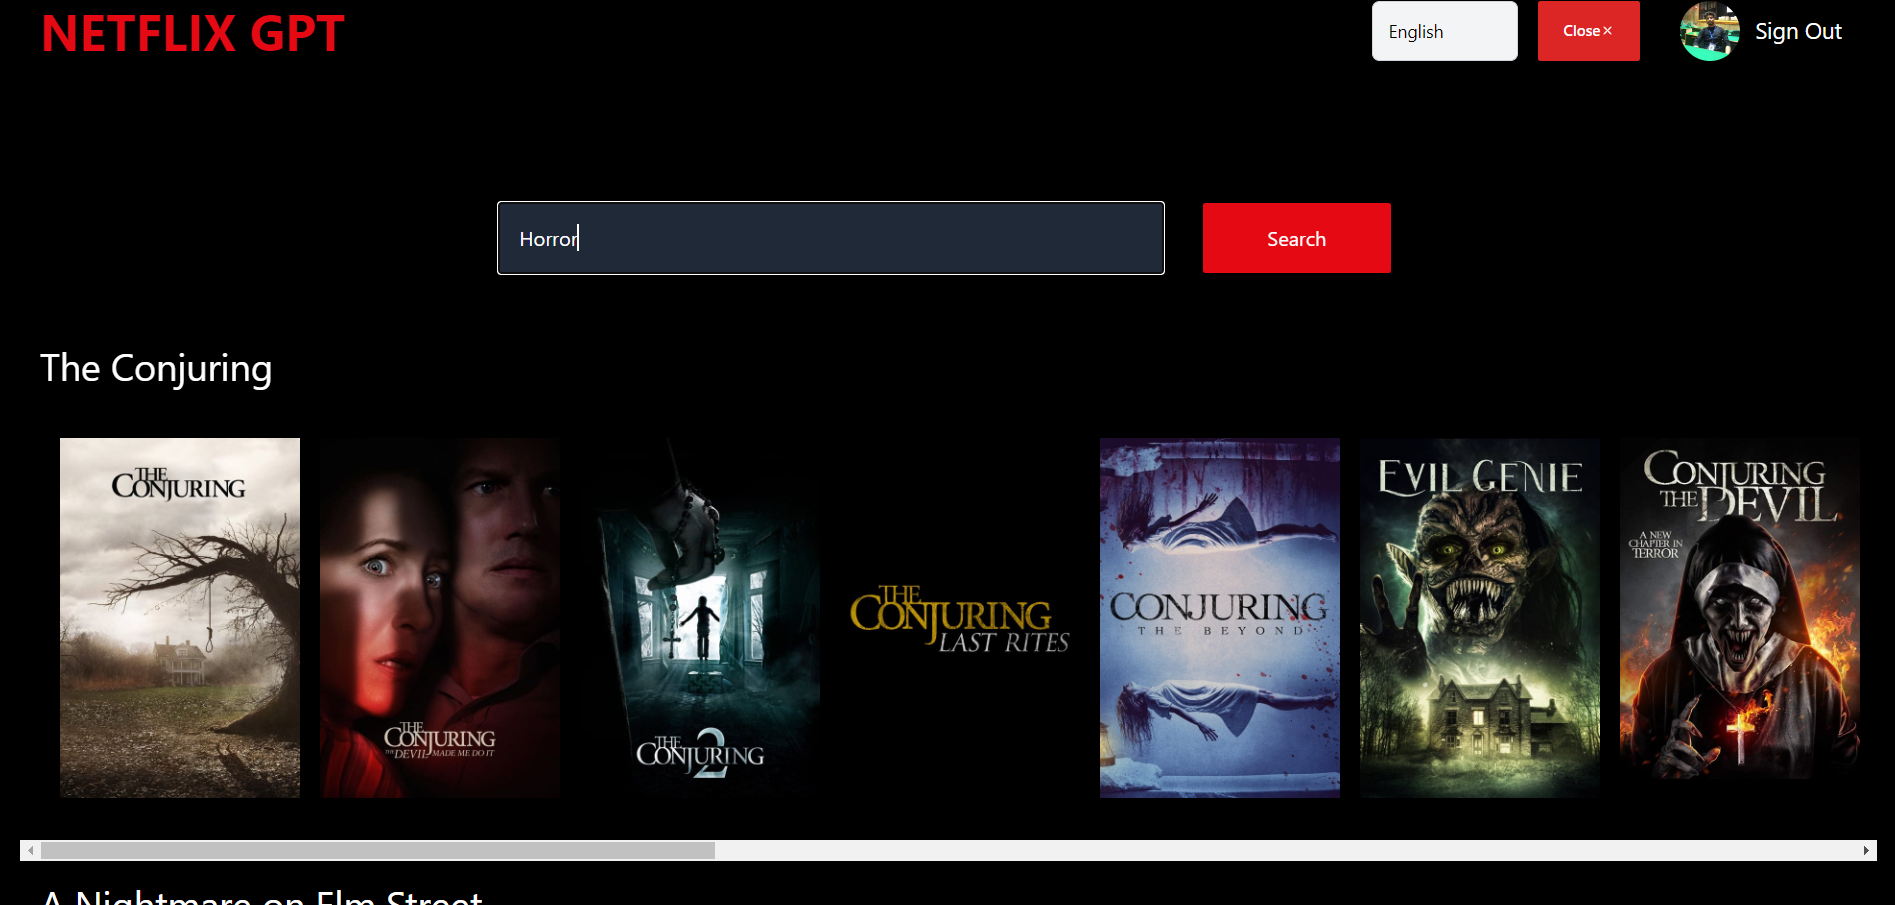 NETFLIX GPT
English
Close×
Sign Out
Horror
Search
The Conjuring
THE
CONJURING
THE
CONJURING
THE DEVIL MADE ME DO IT
THE
CONJURING 2
THE
CONJURING
LAST RITES
CONJURING
THE BEYOND
EVIL GENIE
CONJURING
THE DEVIL
A NEW
CHAPTER IN
TERROR
A Nightmare on Elm Street